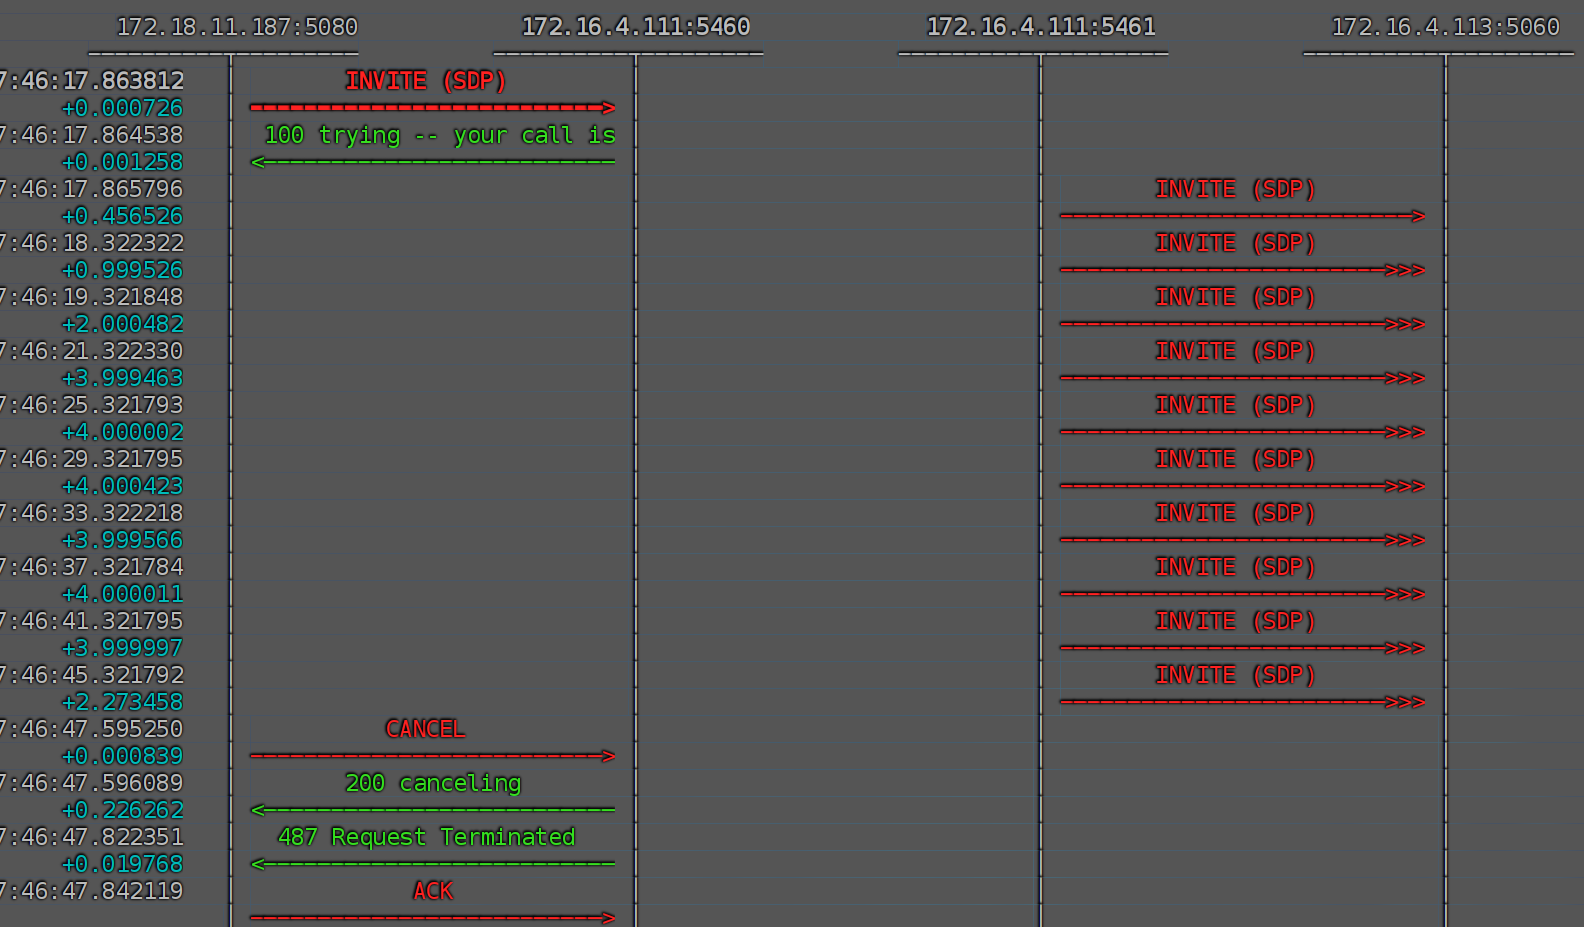 172.18.11.187:5080 172.16.4.111:5460 172.16.4.111:5461 172.16.4.113:5060
7:46:17.863812 INVITE (SDP)
+0.000726
7:46:17.864538 100 trying -- your call is
+0.001258
7:46:17.865796 INVITE (SDP)
+0.456526
7:46:18.322322 INVITE (SDP)
+0.999526 >>>
7:46:19.321848 INVITE (SDP)
+2.000482 >>>
7:46:21.322330 INVITE (SDP)
+3.999463 >>>
7:46:25.321793 INVITE (SDP)
+4.000002 >>>
7:46:29.321795 INVITE (SDP)
+4.000423 >>>
7:46:33.322218 INVITE (SDP)
+3.999566 >>>
7:46:37.321784 INVITE (SDP)
+4.000011 >>>
7:46:41.321795 INVITE (SDP)
+3.999997 >>>
7:46:45.321792 INVITE (SDP)
+2.273458 >>>
7:46:47.595250 CANCEL
+0.000839
7:46:47.596089 200 canceling
+0.226262
7:46:47.822351 487 Request Terminated
+0.019768
7:46:47.842119 ACK